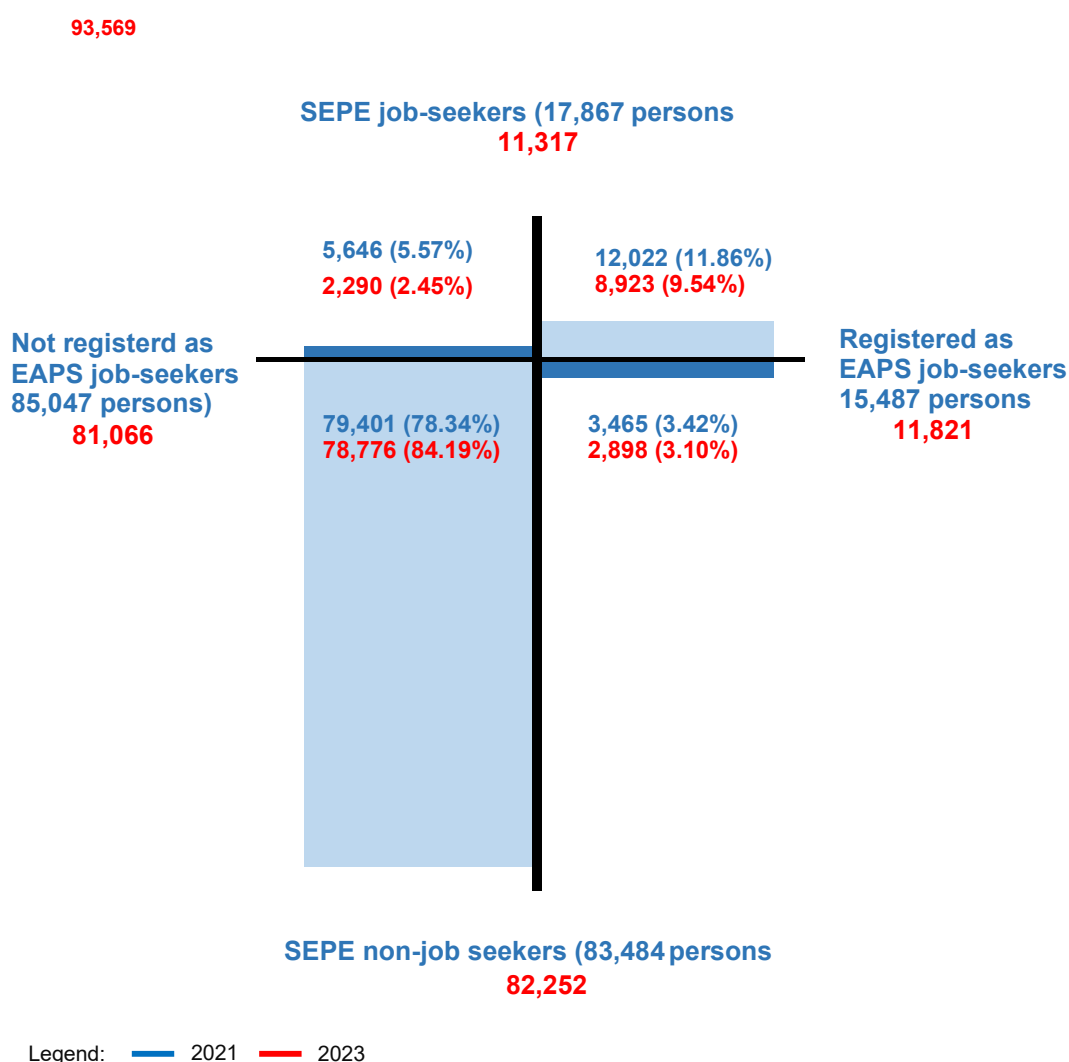 93,569
SEPE job-seekers (17,867 persons
11,317
5,646 (5.57%)
2,290 (2.45%)
12,022 (11.86%)
8,923 (9.54%)
Not registerd as
EAPS job-seekers
85,047 persons)
81,066
Registered as
EAPS job-seekers
15,487 persons
11,821
79,401 (78.34%)
78,776 (84.19%)
3,465 (3.42%)
2,898 (3.10%)
SEPE non-job seekers (83,484 persons
82,252
Legend: 2021 2023